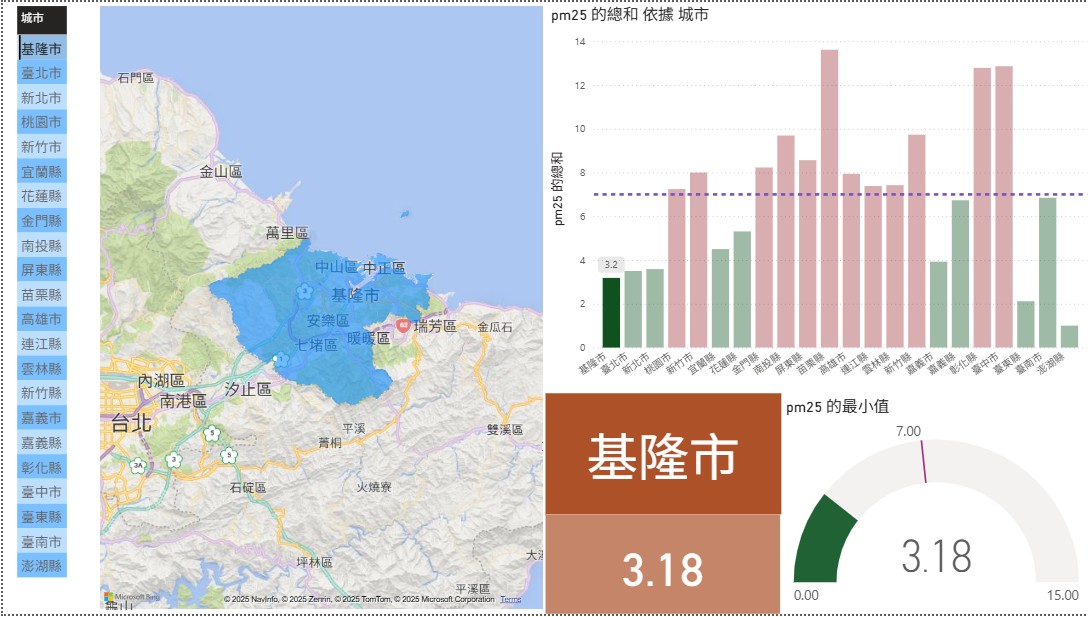 城市
基隆市
臺北市
新北市
桃園市
新竹市
宜蘭縣
花蓮縣
金門縣
南投縣
屏東縣
苗栗縣
高雄市
連江縣
雲林縣
新竹縣
嘉義市
嘉義縣
彰化縣
臺中市
臺東縣
臺南市
澎湖縣
石門區
金山區
萬里區
中山區 中正區
3
基隆市
安樂區
62
瑞芳區
金瓜石
七堵區
暖暖區
內湖區
汐止區
南港區
台北
5
平溪
雙溪區
菁桐
5
3
3A
石碇區
火燒寮
坪林區
平溪區
龜山
Microsoft Bing
© 2025 NavInfo, © 2025 Zenrin, © 2025 TomTom, © 2025 Microsoft Corporation Terms
pm25 的總和 依據 城市
pm25 的總和
14
12
10
8
6
4
2
0
3.2
基隆市
臺北市
新北市
桃園市
新竹市
宜蘭縣
花蓮縣
金門縣
南投縣
屏東縣
苗栗縣
高雄市
連江縣
雲林縣
新竹縣
嘉義市
嘉義縣
彰化縣
臺中市
臺東縣
臺南市
澎湖縣
基隆市
3.18
pm25 的最小值
7.00
3.18
0.00
15.00